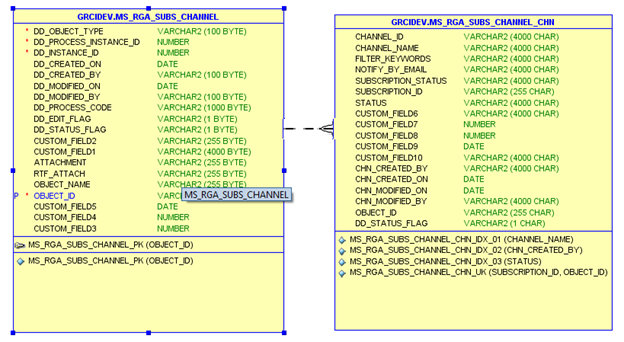 GRCIDEV.MS_RGA_SUBS_CHANNEL
* DD_OBJECT_TYPE VARCHAR2 (100 BYTE)
* DD_PROCESS_INSTANCE_ID NUMBER
* DD_INSTANCE_ID NUMBER
DD_CREATED_ON DATE
DD_CREATED_BY VARCHAR2 (100 BYTE)
DD_MODIFIED_ON DATE
DD_MODIFIED_BY VARCHAR2 (100 BYTE)
DD_PROCESS_CODE VARCHAR2 (1000 BYTE)
DD_EDIT_FLAG VARCHAR2 (1 BYTE)
DD_STATUS_FLAG VARCHAR2 (1 BYTE)
CUSTOM_FIELD2 VARCHAR2 (255 BYTE)
CUSTOM_FIELD1 VARCHAR2 (4000 BYTE)
ATTACHMENT VARCHAR2 (255 BYTE)
RTF_ATTACH VARCHAR2 (255 BYTE)
OBJECT_NAME VARCHAR2 (255 BYTE)
P * OBJECT_ID VARC
MS_RGA_SUBS_CHANNEL
CUSTOM_FIELD5 DATE
CUSTOM_FIELD4 NUMBER
CUSTOM_FIELD3 NUMBER
MS_RGA_SUBS_CHANNEL_PK (OBJECT_ID)
MS_RGA_SUBS_CHANNEL_PK (OBJECT_ID)
GRCIDEV.MS_RGA_SUBS_CHANNEL_CHN
CHANNEL_ID VARCHAR2 (4000 CHAR)
CHANNEL_NAME VARCHAR2 (4000 CHAR)
FILTER_KEYWORDS VARCHAR2 (4000 CHAR)
NOTIFY_BY_EMAIL VARCHAR2 (4000 CHAR)
SUBSCRIPTION_STATUS VARCHAR2 (4000 CHAR)
SUBSCRIPTION_ID VARCHAR2 (255 CHAR)
STATUS VARCHAR2 (4000 CHAR)
CUSTOM_FIELD6 VARCHAR2 (4000 CHAR)
CUSTOM_FIELD7 NUMBER
CUSTOM_FIELD8 NUMBER
CUSTOM_FIELD9 DATE
CUSTOM_FIELD10 VARCHAR2 (4000 CHAR)
CHN_CREATED_BY VARCHAR2 (4000 CHAR)
CHN_CREATED_ON DATE
CHN_MODIFIED_ON DATE
CHN_MODIFIED_BY VARCHAR2 (4000 CHAR)
OBJECT_ID VARCHAR2 (255 CHAR)
DD_STATUS_FLAG VARCHAR2 (1 CHAR)
MS_RGA_SUBS_CHANNEL_CHN_IDX_01 (CHANNEL_NAME)
MS_RGA_SUBS_CHANNEL_CHN_IDX_02 (CHN_CREATED_BY)
MS_RGA_SUBS_CHANNEL_CHN_IDX_03 (STATUS)
MS_RGA_SUBS_CHANNEL_CHN_UK (SUBSCRIPTION_ID, OBJECT_ID)